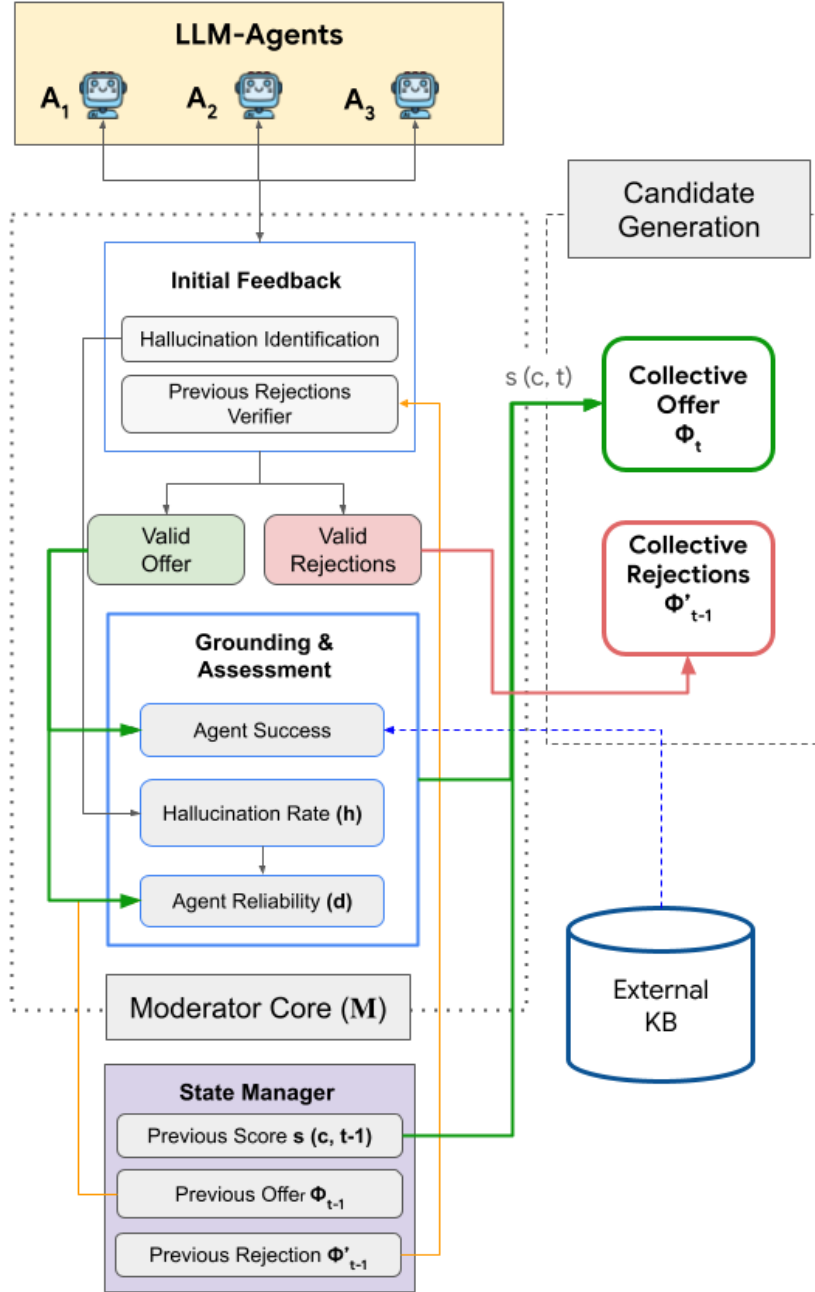 LLM-Agents
A1 A2 A3
Candidate
Generation
Initial Feedback
Hallucination Identification
Previous Rejections
Verifier
s (c, t)
Collective
Offer
Φt
Valid
Offer
Valid
Rejections
Collective
Rejections
Φ't-1
Grounding &
Assessment
Agent Success
Hallucination Rate (h)
Agent Reliability (d)
External
KB
Moderator Core (M)
State Manager
Previous Score s (c, t-1)
Previous Offer Φt-1
Previous Rejection Φ't-1